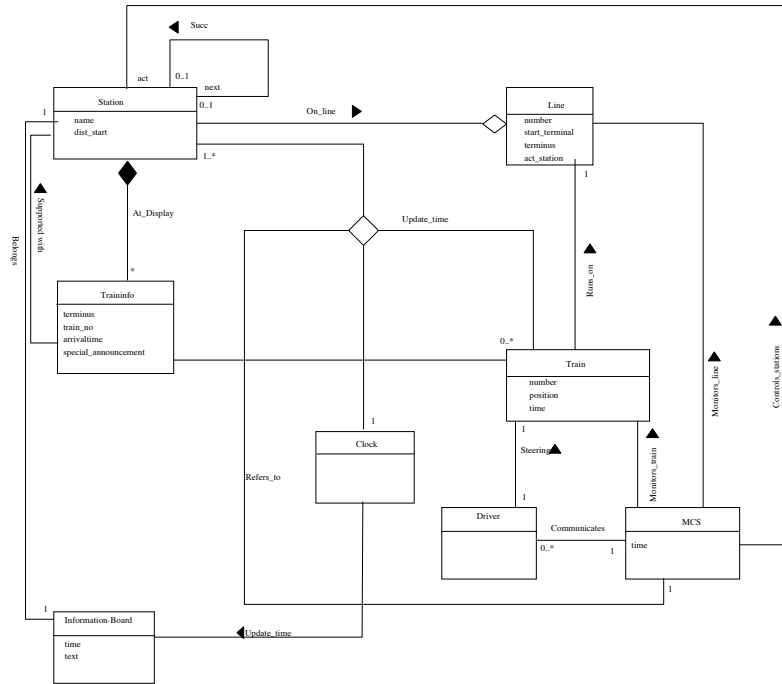 Succ
act
0..1
next
0..1
Station
name
dist_start
1
1..*
On_line
Line
number
start_terminal
terminus
act_station
1
At_Display
*
Supported with
Belongs
Update_time
Runs_on
Traininfo
terminus
train_no
arrivaltime
special_announcement
0..*
Train
number
position
time
1
Monitors_line
Controls_stations
1
Clock
Steering
Monitors_train
Refers_to
1
Driver
Communicates
0..*
1
MCS
time
1
1
Information-Board
time
text
Update_time